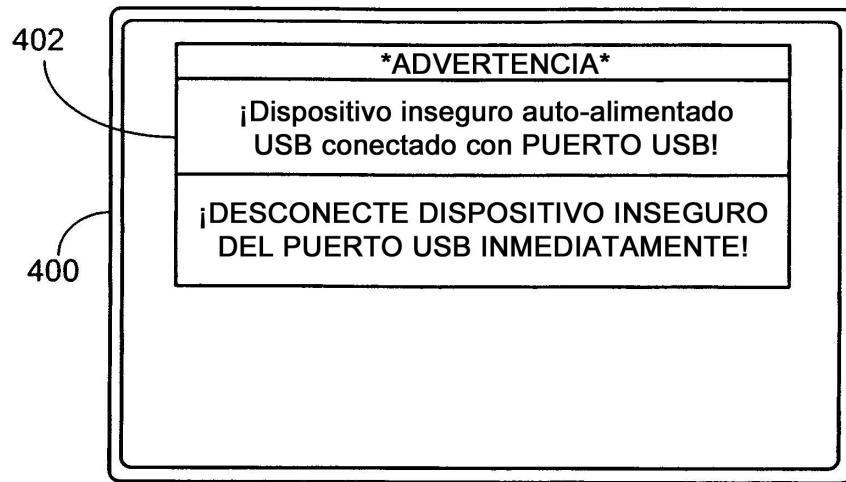 402
*ADVERTENCIA*
¡Dispositivo inseguro auto-alimentado
USB conectado con PUERTO USB!
¡DESCONECTE DISPOSITIVO INSEGURO
DEL PUERTO USB INMEDIATAMENTE!
400